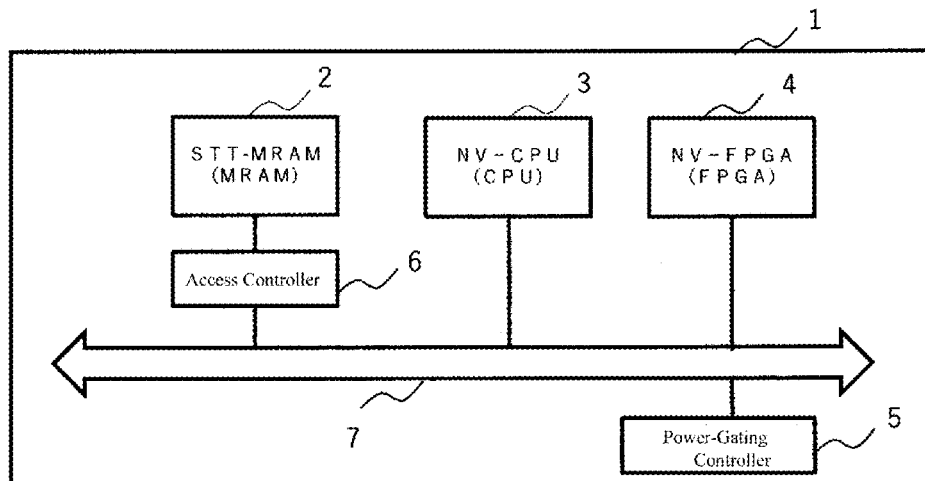 1
2
3
4
STT-MRAM
(MRAM)
NV-CPU
(CPU)
NV-FPGA
(FPGA)
Access Controller
6
7
Power-Gating
Controller
5